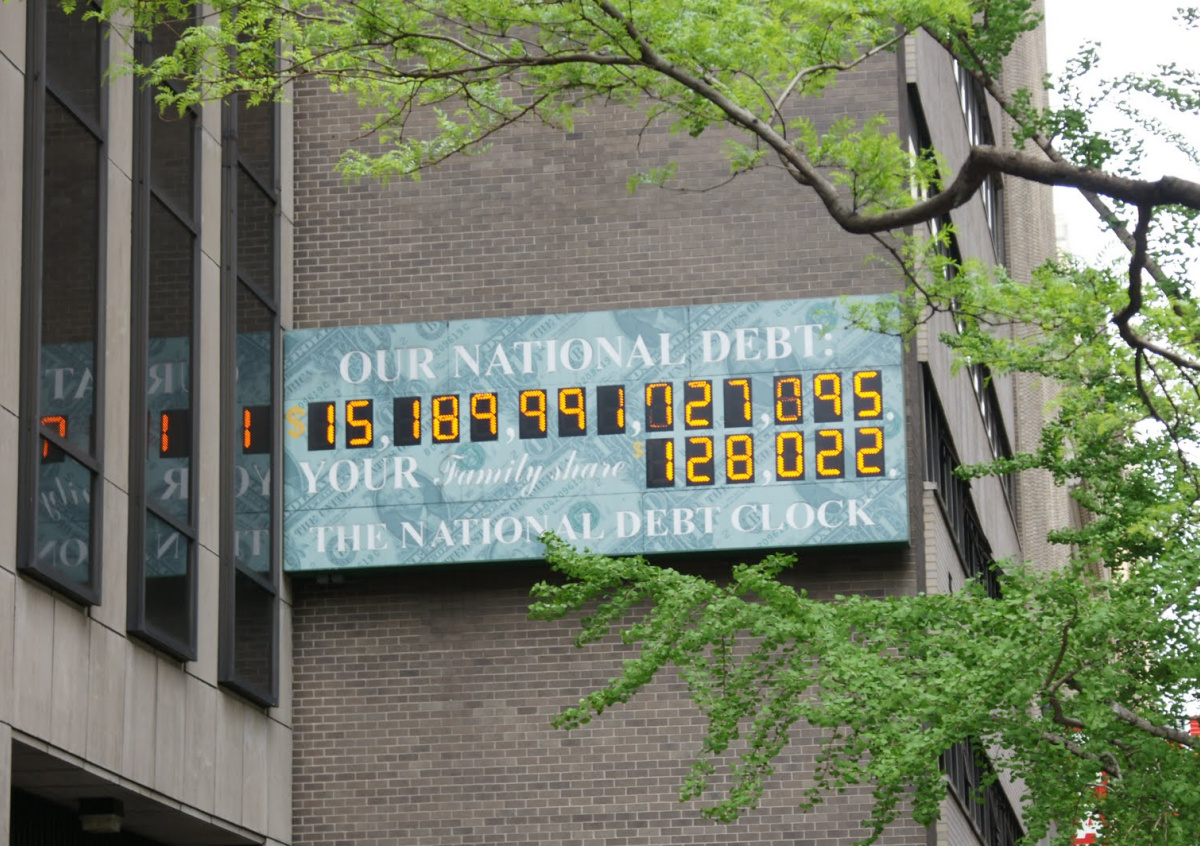 OUR NATIONAL DEBT:
$15,189,991,027,895.
YOUR Family share $128,022.
THE NATIONAL DEBT CLOCK